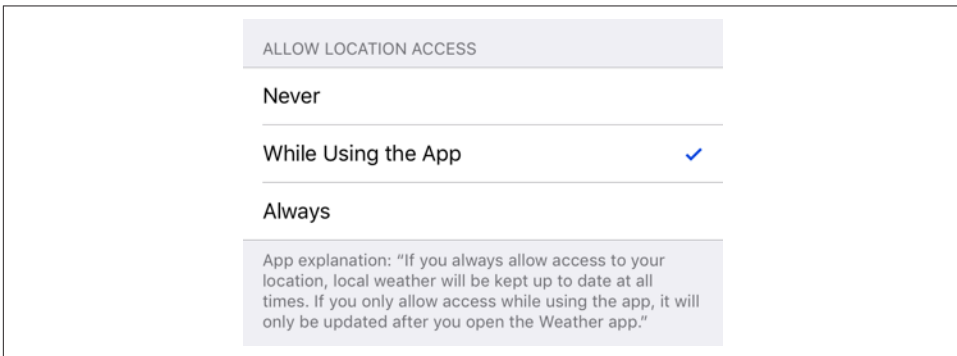 ALLOW LOCATION ACCESS
Never
While Using the App
Always
App explanation: “If you always allow access to your
location, local weather will be kept up to date at all
times. If you only allow access while using the app, it will
only be updated after you open the Weather app.”